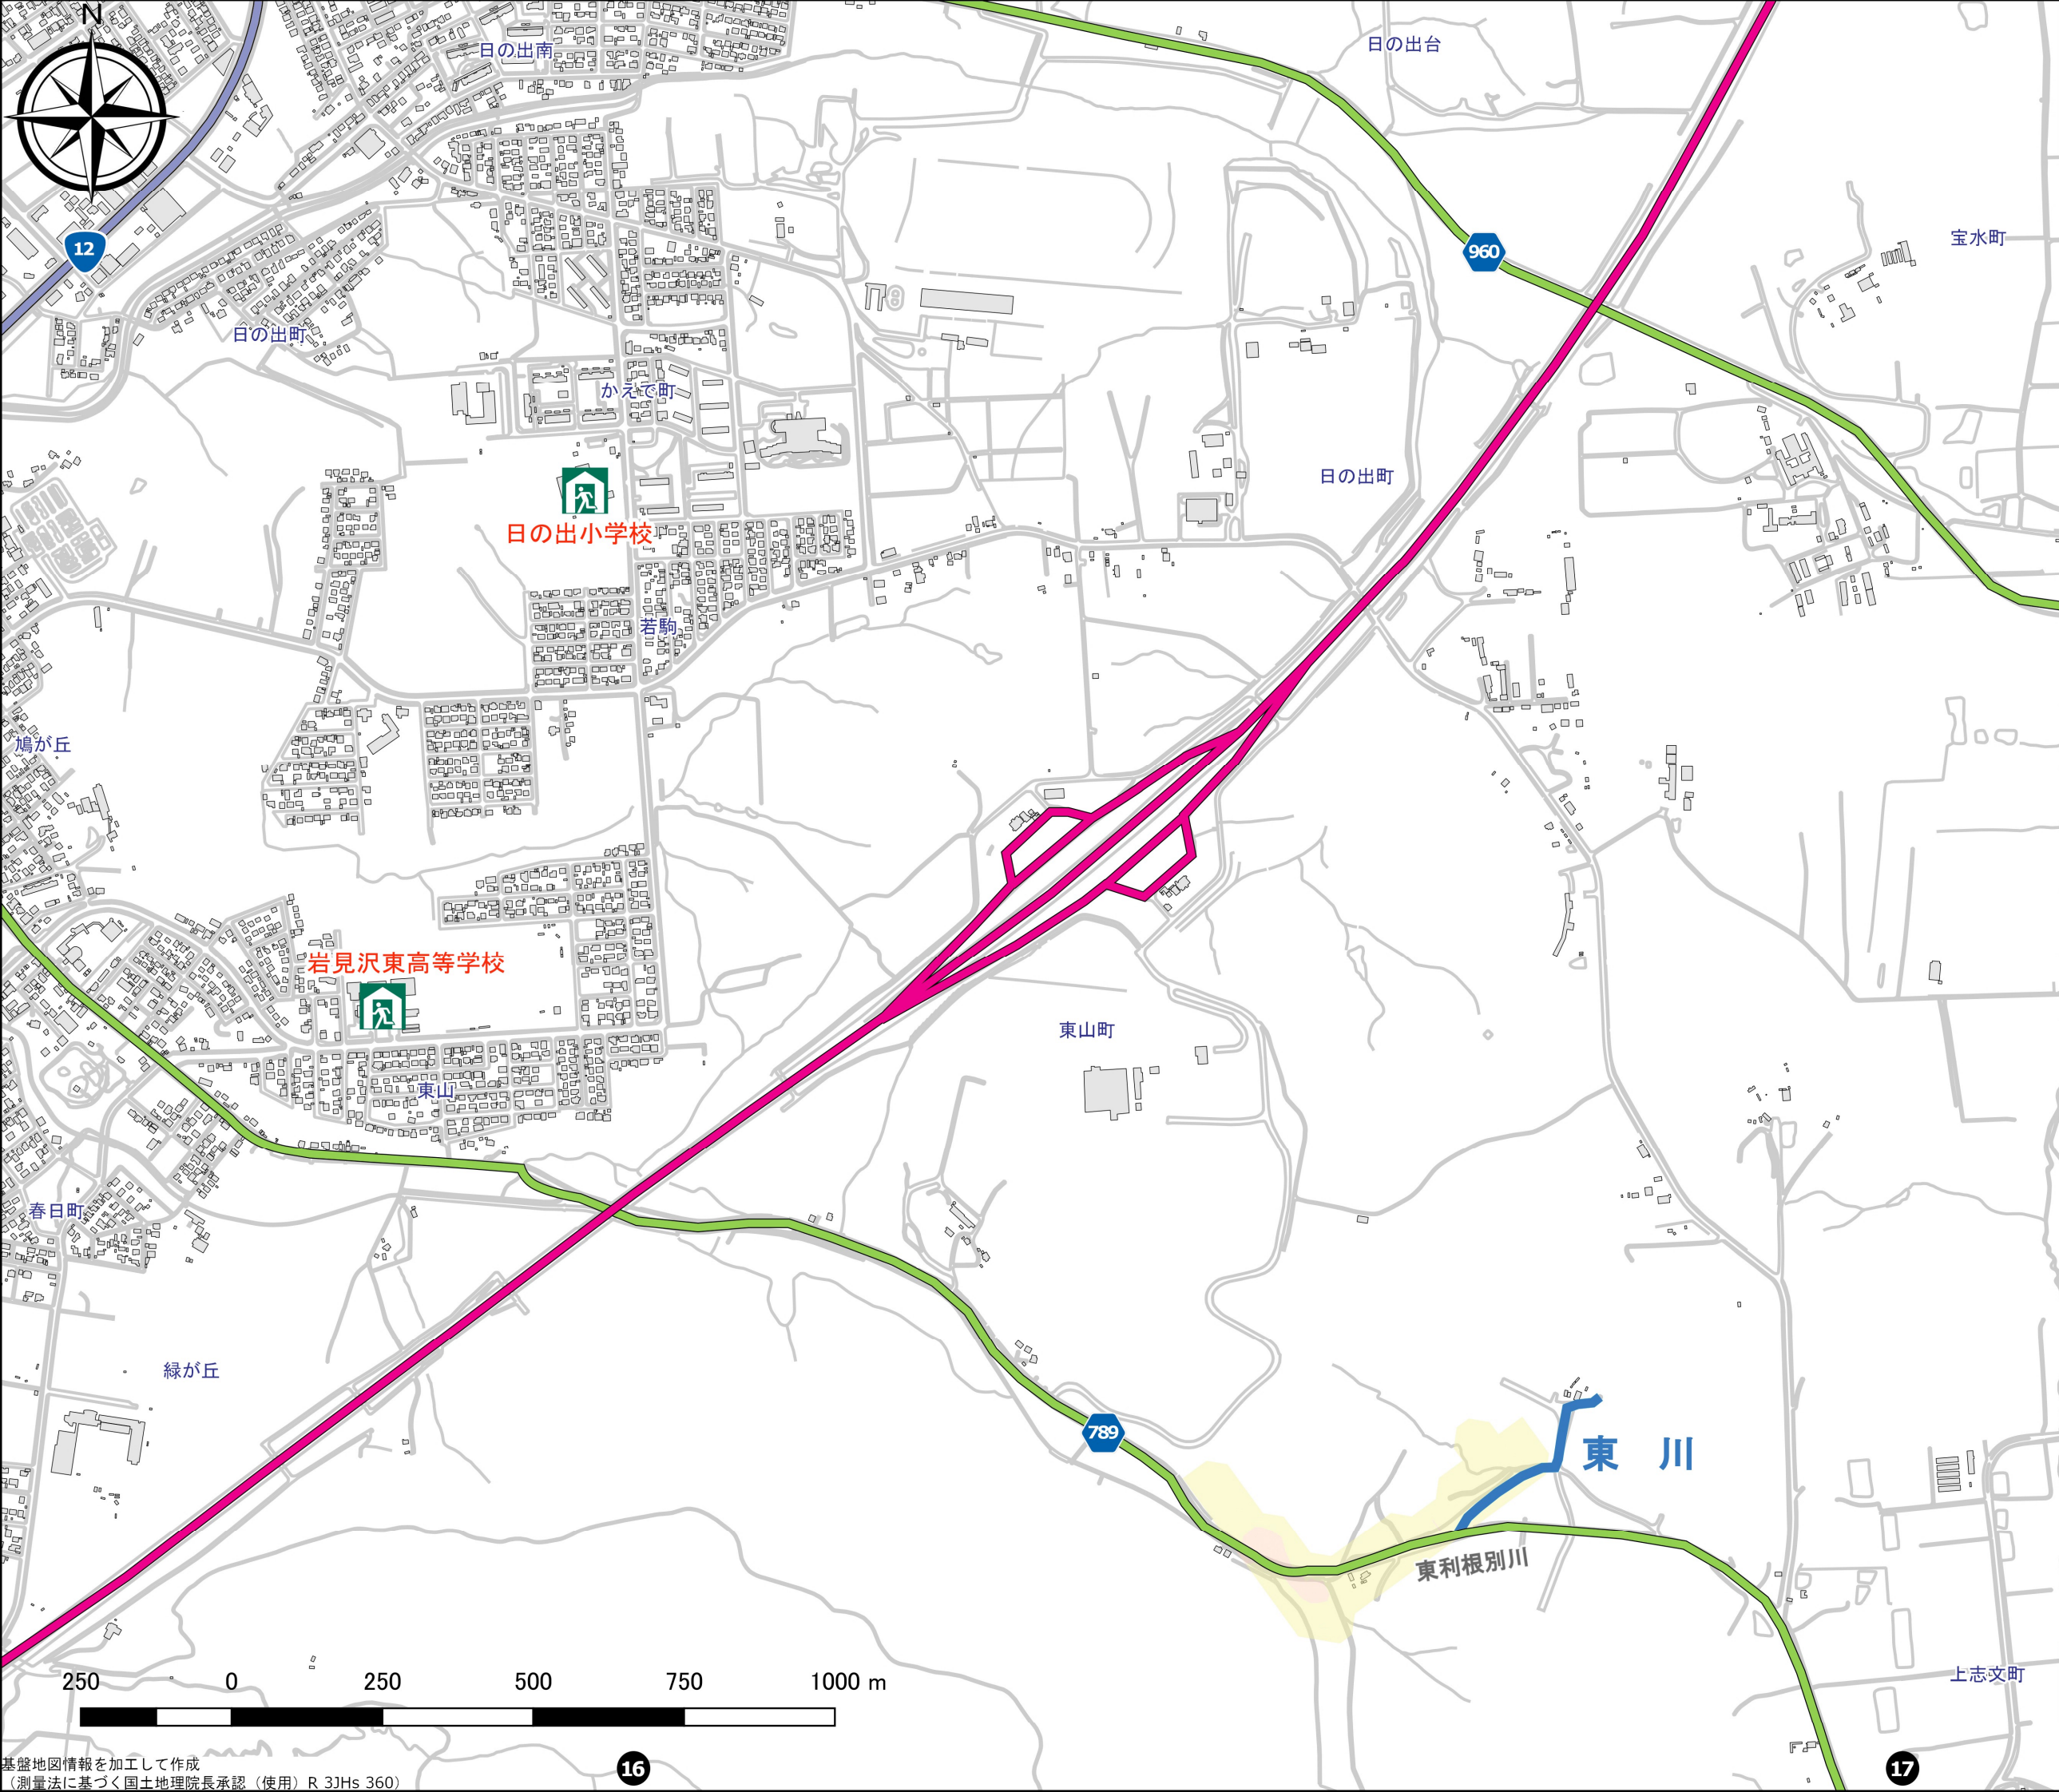 N
日の出南
日の出台
12
960
宝水町
日の出町
かえで町
日の出町
日の出小学校
若駒
鳩が丘
岩見沢東高等学校
東山町
東山
春日町
緑が丘
789
東 川
東利根別川
上志文町
250 0 250 500 750 1000 m
基盤地図情報を加工して作成
(測量法に基づく国土地理院長承認（使用）R 3JHs 360)
16
17